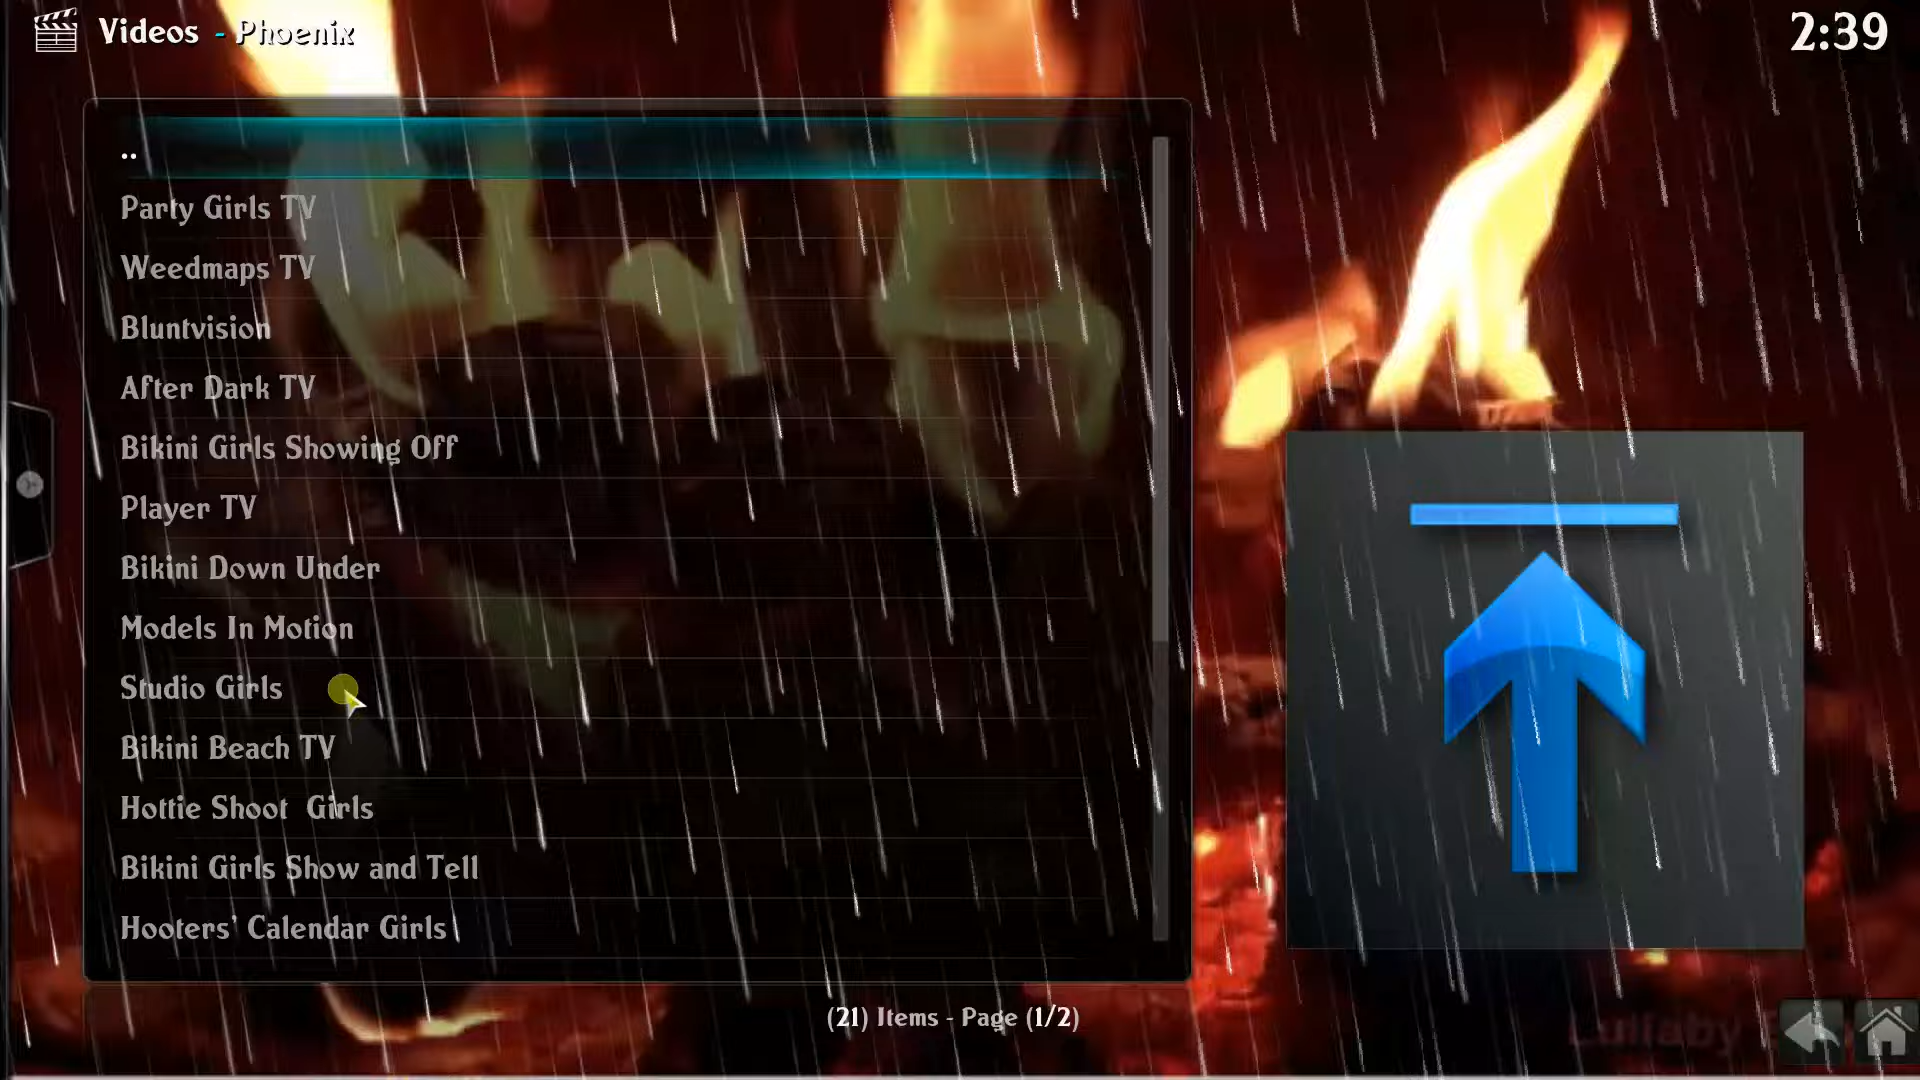 Videos - Phoenix
2:39
..
Party Girls TV
Weedmaps TV
Bluntvision
After Dark TV
Bikini Girls Showing Off
Player TV
Bikini Down Under
Models In Motion
Studio Girls
Bikini Beach TV
Hottie Shoot Girls
Bikini Girls Show and Tell
Hooters' Calendar Girls
(21) Items - Page (1/2)
Lullaby